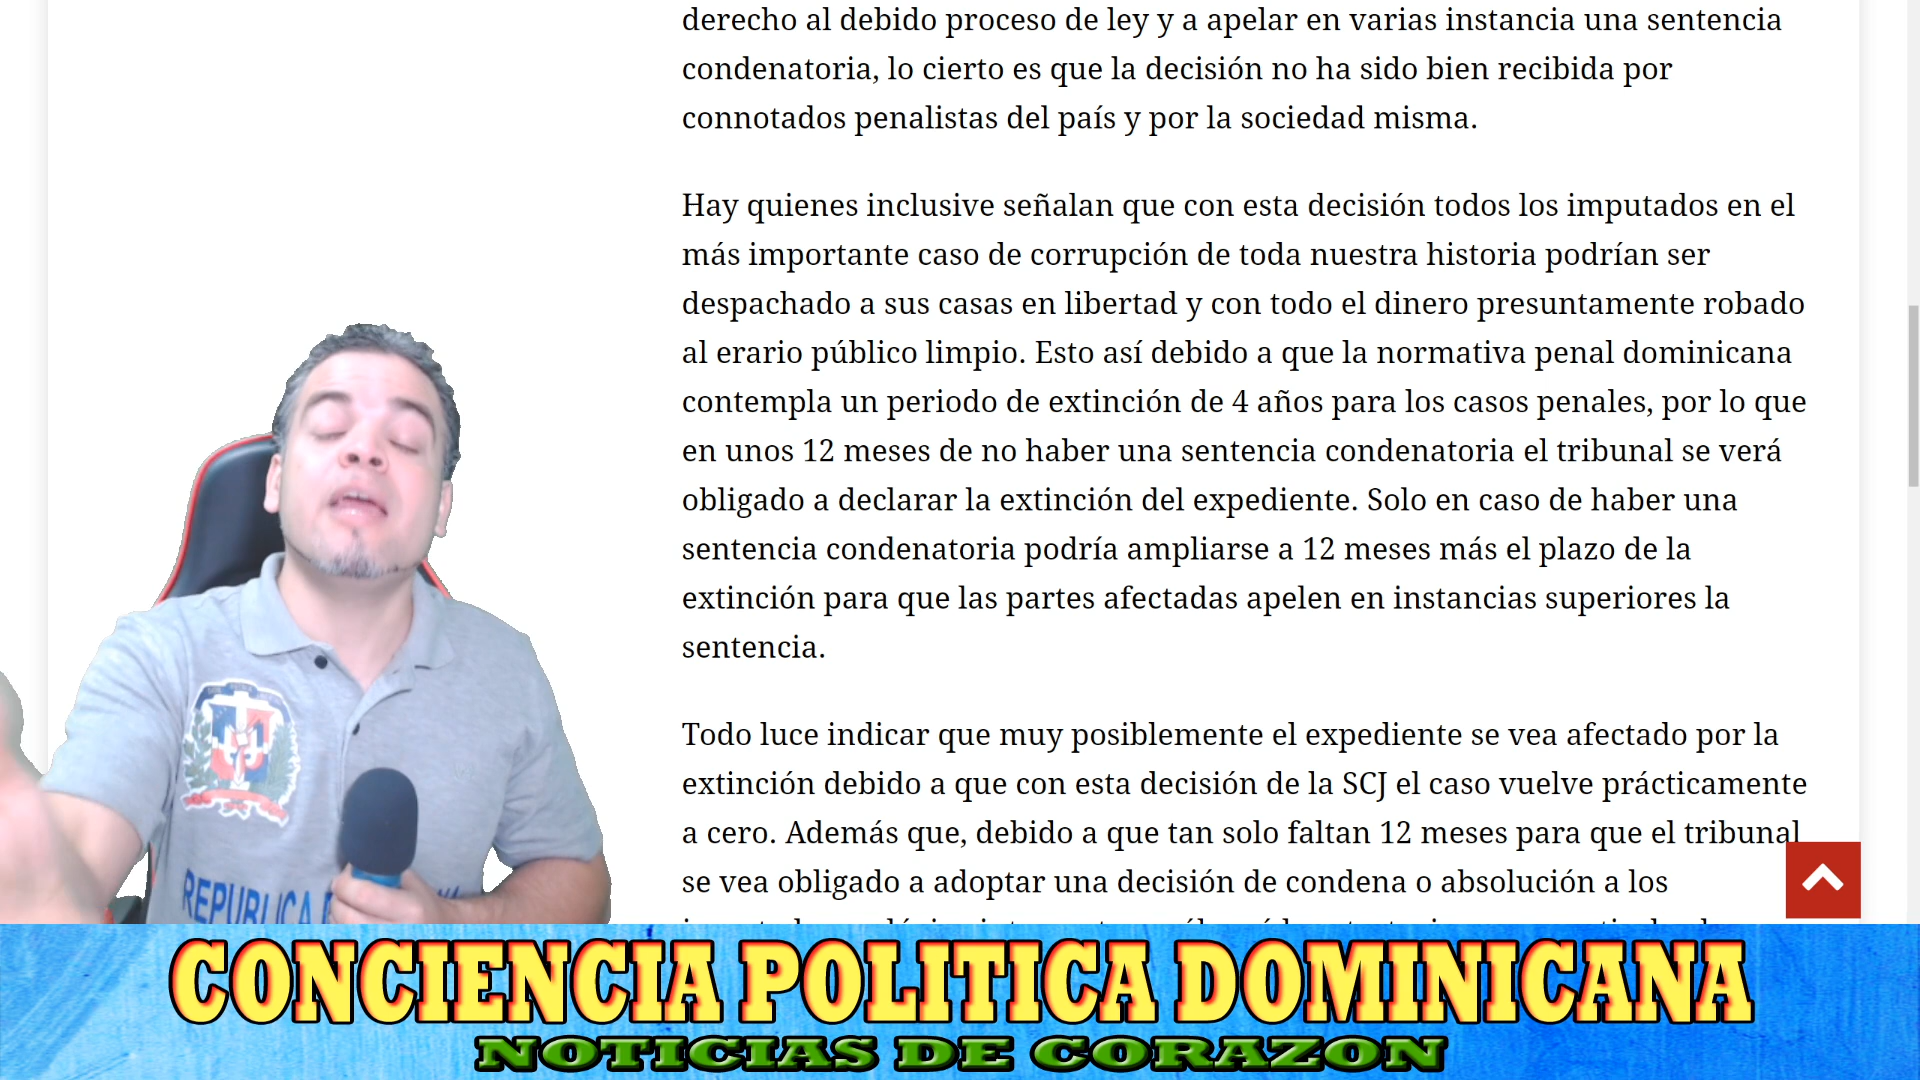 derecho al debido proceso de ley y a apelar en varias instancia una sentencia
condenatoria, lo cierto es que la decisión no ha sido bien recibida por
connotados penalistas del país y por la sociedad misma.
Hay quienes inclusive señalan que con esta decisión todos los imputados en el
más importante caso de corrupción de toda nuestra historia podrían ser
despachado a sus casas en libertad y con todo el dinero presuntamente robado
al erario público limpio. Esto así debido a que la normativa penal dominicana
contempla un periodo de extinción de 4 años para los casos penales, por lo que
en unos 12 meses de no haber una sentencia condenatoria el tribunal se verá
obligado a declarar la extinción del expediente. Solo en caso de haber una
sentencia condenatoria podría ampliarse a 12 meses más el plazo de la
extinción para que las partes afectadas apelen en instancias superiores la
sentencia.
Todo luce indicar que muy posiblemente el expediente se vea afectado por la
extinción debido a que con esta decisión de la SCJ el caso vuelve prácticamente
a cero. Además que, debido a que tan solo faltan 12 meses para que el tribunal
se vea obligado a adoptar una decisión de condena o absolución a los
REPUBLICA
CONCIENCIA POLITICA DOMINICANA
NOTICIAS DE CORAZON